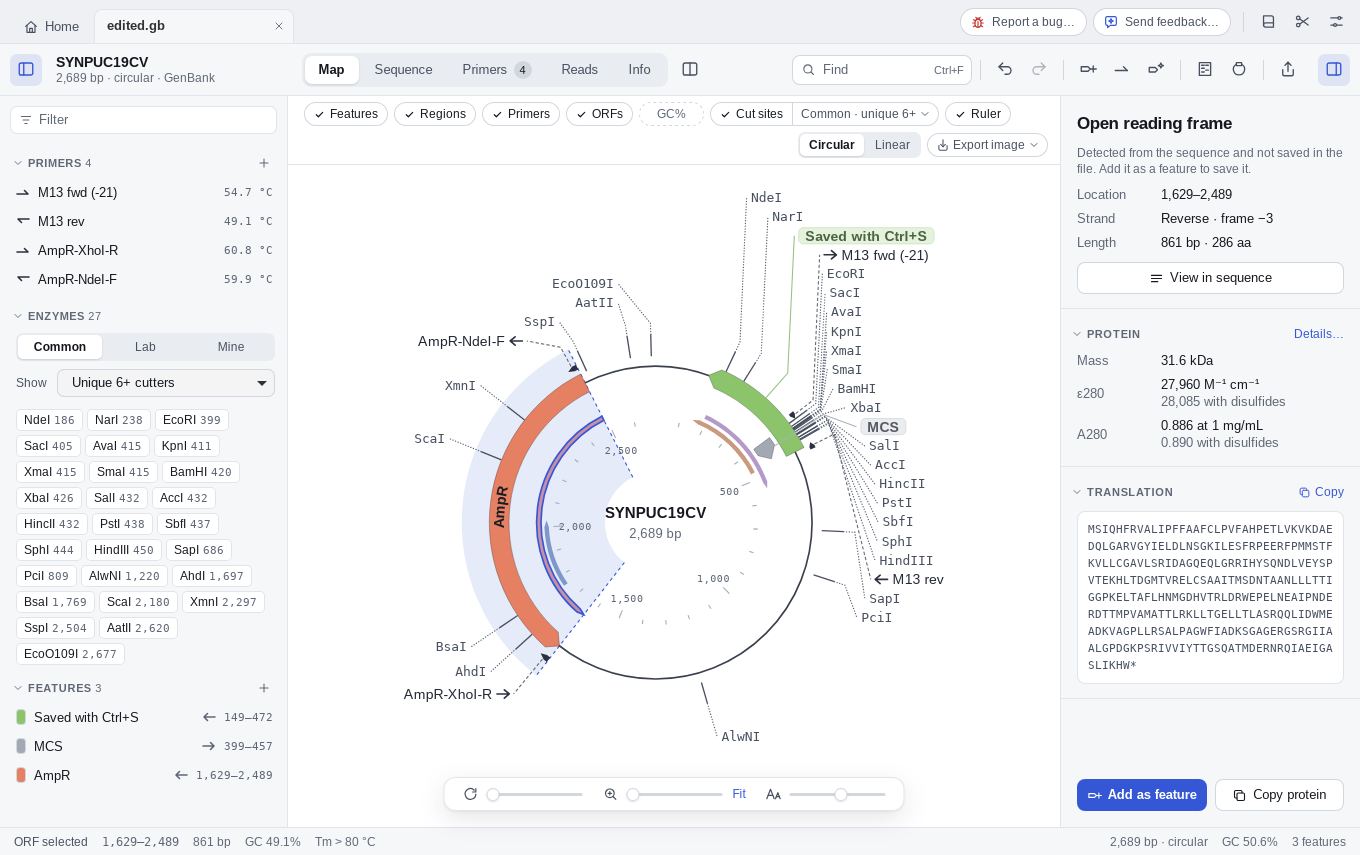 Home
edited.gb
Report a bug…
Send feedback…
SYNPUC19CV
2,689 bp · circular · GenBank
Map
Sequence
Primers 4
Reads
Info
Find
Ctrl+F
Filter
PRIMERS 4
M13 fwd (-21) 54.7 °C
M13 rev 49.1 °C
AmpR-XhoI-R 60.8 °C
AmpR-NdeI-F 59.9 °C
ENZYMES 27
Common Lab Mine
Show Unique 6+ cutters
NdeI 186 NarI 238 EcoRI 399
SacI 405 AvaI 415 KpnI 411
XmaI 415 SmaI 415 BamHI 420
XbaI 426 SalI 432 AccI 432
HincII 432 PstI 438 SbfI 437
SphI 444 HindIII 450 SapI 686
PciI 809 AlwNI 1,220 AhdI 1,697
BsaI 1,769 ScaI 2,180 XmnI 2,297
SspI 2,504 AatII 2,620
EcoO109I 2,677
FEATURES 3
Saved with Ctrl+S 149–472
MCS 399–457
AmpR 1,629–2,489
Features Regions Primers ORFs GC% Cut sites Common · unique 6+ Ruler
Circular Linear Export image
NdeI
NarI
Saved with Ctrl+S
M13 fwd (-21)
EcoRI
SacI
AvaI
KpnI
XmaI
SmaI
BamHI
XbaI
MCS
SalI
AccI
HincII
PstI
SbfI
SphI
HindIII
M13 rev
SapI
PciI
AlwNI
AmpR-XhoI-R
AhdI
BsaI
ScaI
XmnI
AmpR-NdeI-F
SspI
AatII
EcoO109I
AmpR
2,500
500
2,000
1,000
1,500
SYNPUC19CV
2,689 bp
Fit
Open reading frame
Detected from the sequence and not saved in the
file. Add it as a feature to save it.
Location 1,629–2,489
Strand Reverse · frame −3
Length 861 bp · 286 aa
View in sequence
PROTEIN Details…
Mass 31.6 kDa
ε280 27,960 M⁻¹ cm⁻¹
28,085 with disulfides
A280 0.886 at 1 mg/mL
0.890 with disulfides
TRANSLATION Copy
MSIQHFRVALIPFFAAFCLPVFAHPETLVKVKDAE
DQLGARVGYIELDLNSGKILESFRPEERFPMMSTF
KVLLCGAVLSRIDAGQEQLGRRIHYSQNDLVEYSP
VTEKHLTDGMTVRELCSAAITMSDNTAANLLLTTI
GGPKELTAFLHNMGDHVTRLDRWEPELNEAIPNDE
RDTTMPVAMATTLRKLLTGELLTLASRQQLIDWME
ADKVAGPLLRSALPAGWFIADKSGAGERGSRGIIA
ALGPDGKPSRIVVIYTTGSQATMDERNRQIAEIGA
SLIKHW*
Add as feature
Copy protein
ORF selected 1,629–2,489 861 bp GC 49.1% Tm > 80 °C
2,689 bp · circular GC 50.6% 3 features